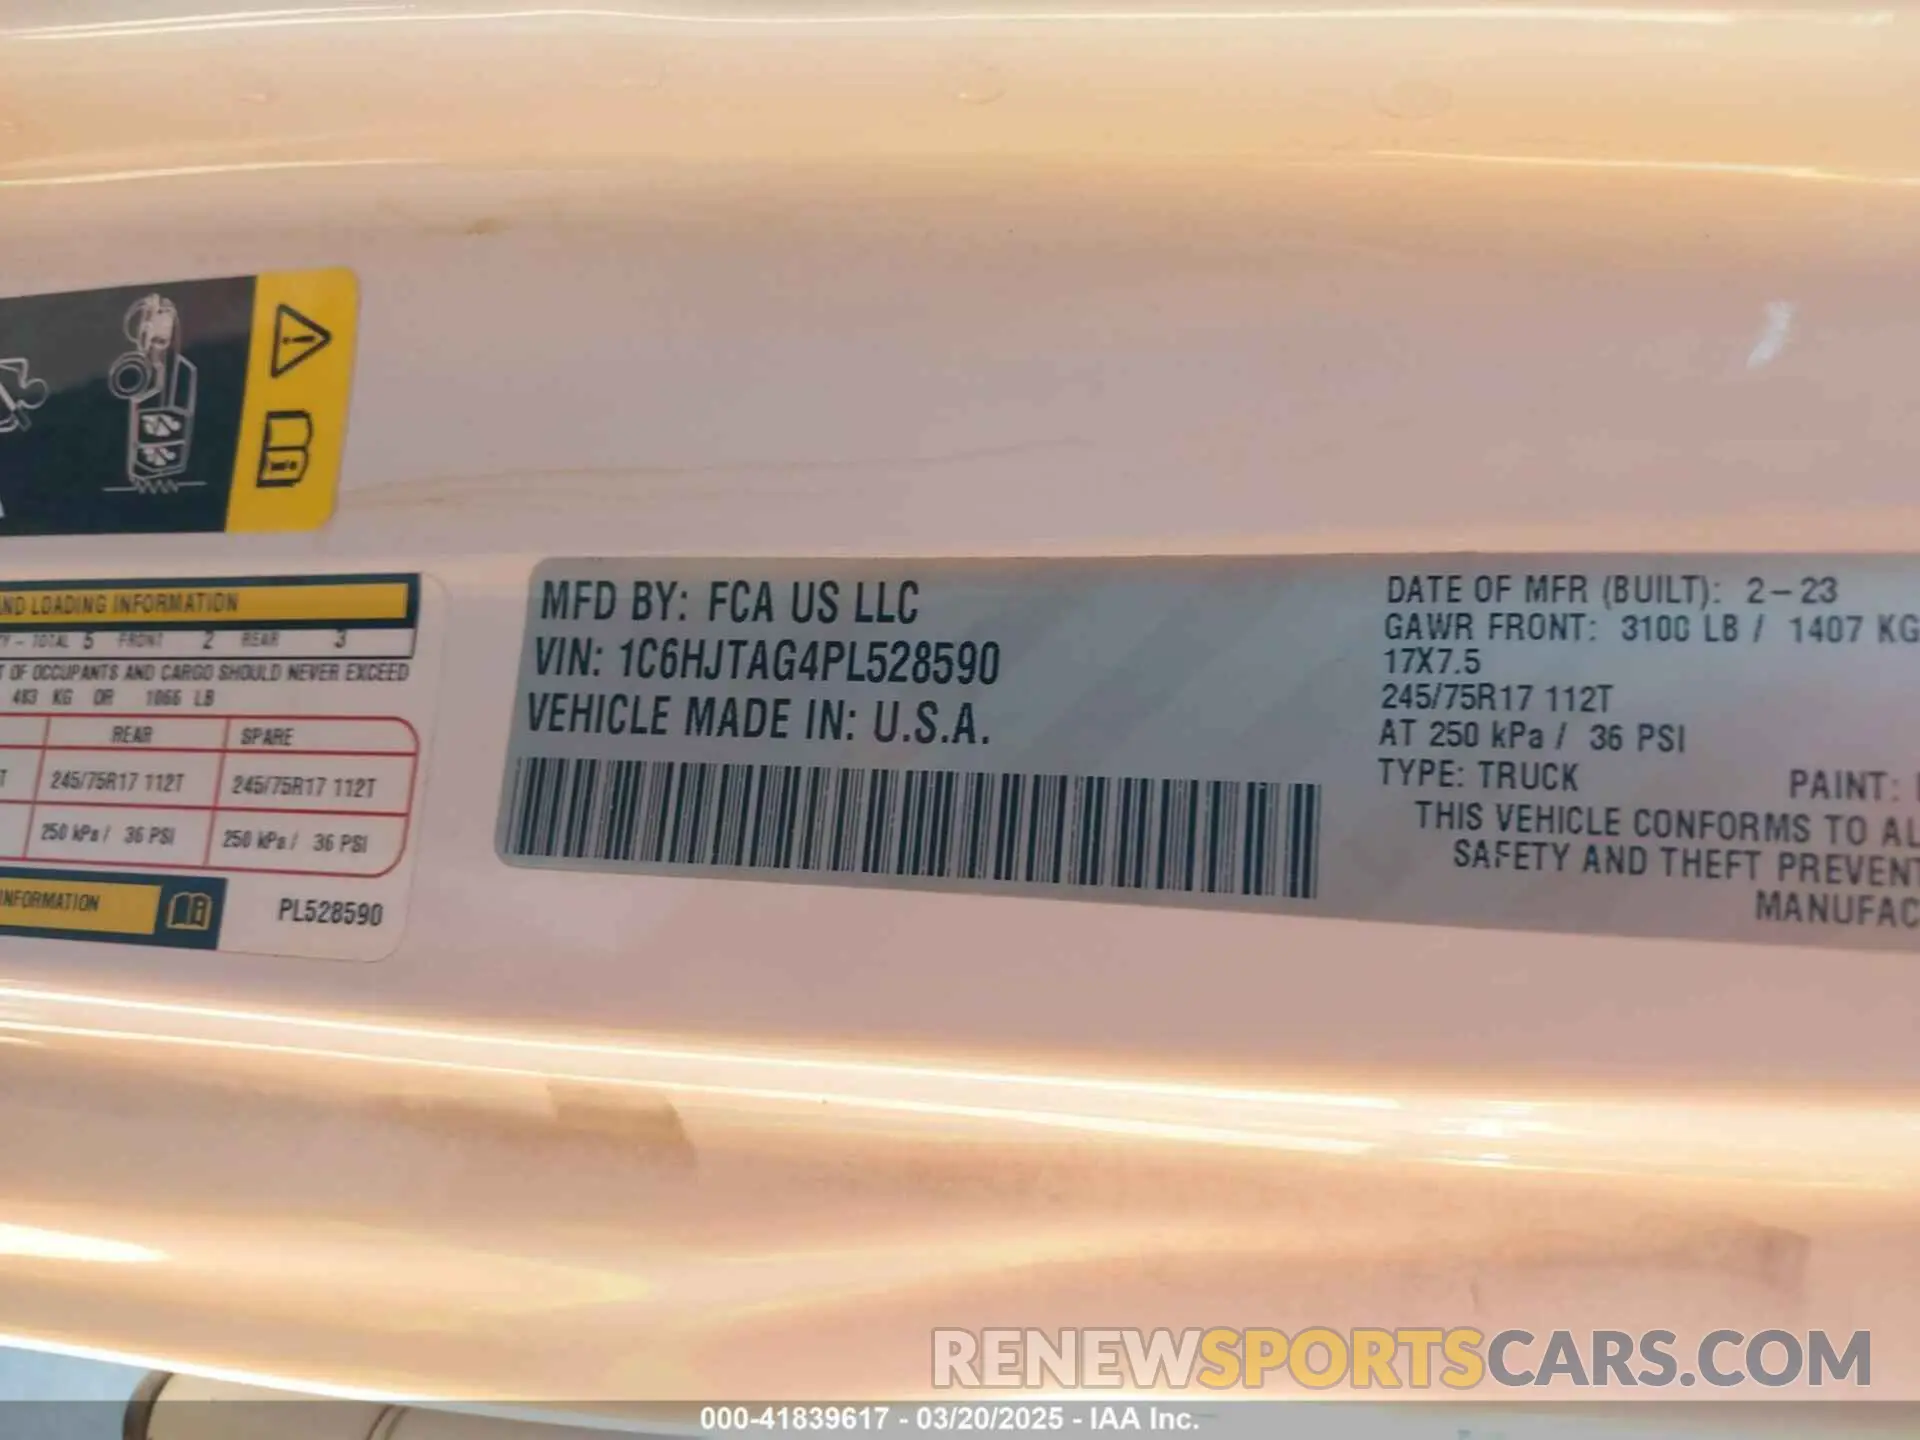 AND LOADING INFORMATION
TY - TOTAL 5 FRONT 2 REAR 3
T OF OCCUPANTS AND CARGO SHOULD NEVER EXCEED
483 KG OR 1066 LB
REAR SPARE
T 245/75R17 112T 245/75R17 112T
250 kPa / 36 PSI 250 kPa / 36 PSI
INFORMATION
PL528590
MFD BY: FCA US LLC
VIN: 1C6HJTAG4PL528590
VEHICLE MADE IN: U.S.A.
DATE OF MFR (BUILT): 2-23
GAWR FRONT: 3100 LB / 1407 KG
17X7.5
245/75R17 112T
AT 250 kPa / 36 PSI
TYPE: TRUCK PAINT:
THIS VEHICLE CONFORMS TO AL
SAFETY AND THEFT PREVENT
MANUFAC
RENEWSPORTSCARS.COM
000-41839617 - 03/20/2025 - IAA Inc.